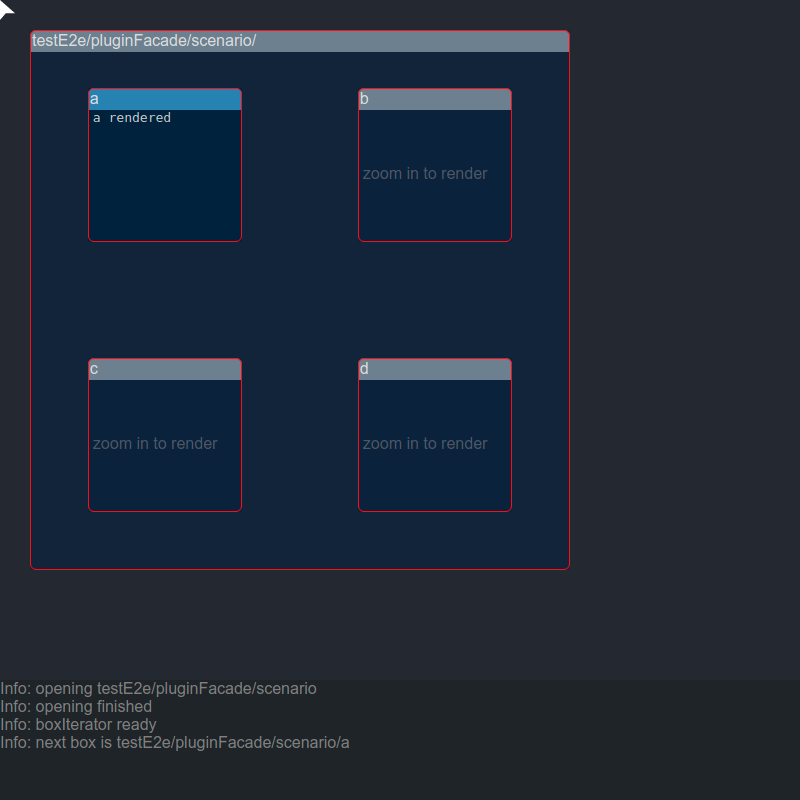 testE2e/pluginFacade/scenario/
a
b
a rendered
zoom in to render
c
d
zoom in to render
zoom in to render
Info: opening testE2e/pluginFacade/scenario
Info: opening finished
Info: boxIterator ready
Info: next box is testE2e/pluginFacade/scenario/a